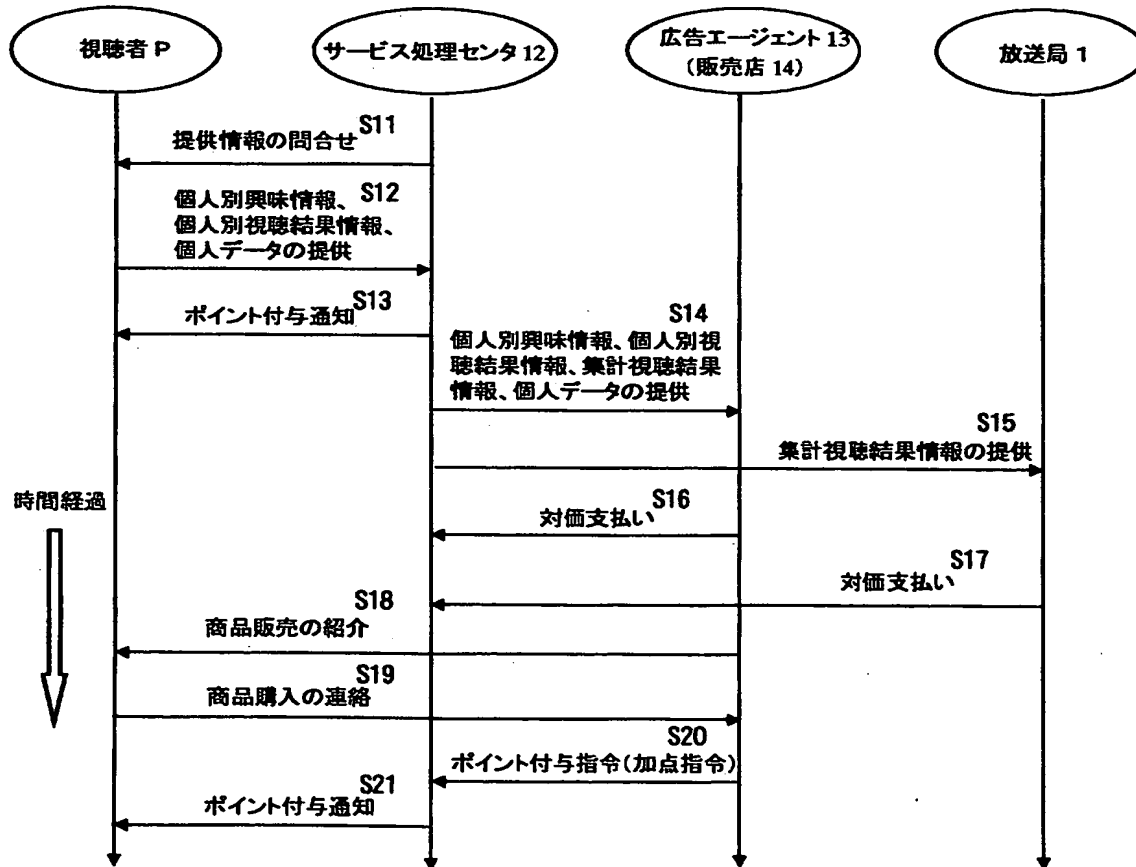 視聴者 P
サービス処理センタ 12
広告エージェント 13
(販売店 14)
放送局 1
S11
提供情報の問合せ
S12
個人別興味情報、
個人別視聴結果情報、
個人データの提供
S13
ポイント付与通知
S14
個人別興味情報、個人別視
聴結果情報、集計視聴結果
情報、個人データの提供
S15
集計視聴結果情報の提供
時間経過
S16
対価支払い
S17
対価支払い
S18
商品販売の紹介
S19
商品購入の連絡
S20
ポイント付与指令(加点指令)
S21
ポイント付与通知